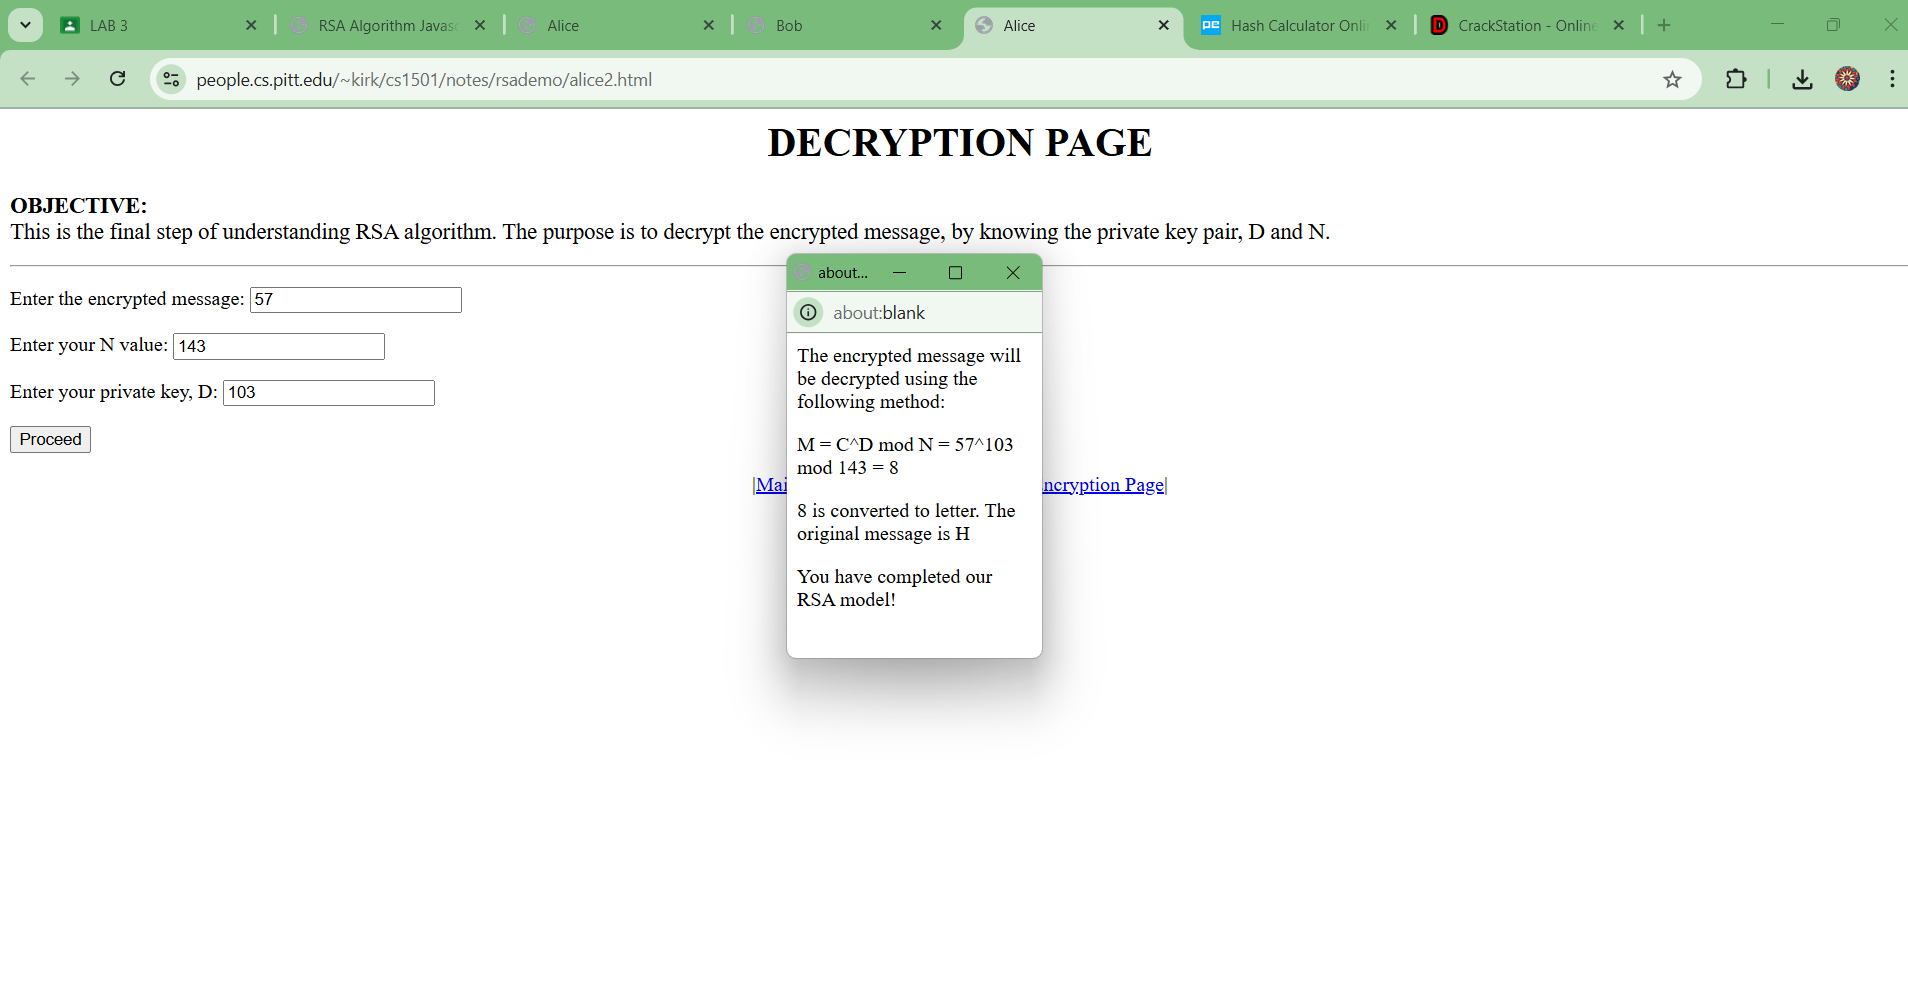 LAB 3
RSA Algorithm Javasc
Alice
Bob
Alice
Hash Calculator Onli
CrackStation - Online
people.cs.pitt.edu/~kirk/cs1501/notes/rsademo/alice2.html
DECRYPTION PAGE
OBJECTIVE:
This is the final step of understanding RSA algorithm. The purpose is to decrypt the encrypted message, by knowing the private key pair, D and N.
Enter the encrypted message: 57
Enter your N value: 143
Enter your private key, D: 103
Proceed
|Mai
ncryption Page|
about...
about:blank
The encrypted message will
be decrypted using the
following method:
M = C^D mod N = 57^103
mod 143 = 8
8 is converted to letter. The
original message is H
You have completed our
RSA model!